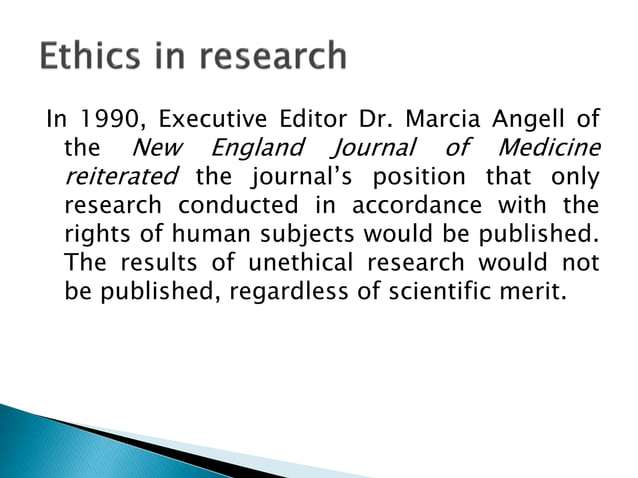 Ethics in research
In 1990, Executive Editor Dr. Marcia Angell of
the New England Journal of Medicine
reiterated the journal's position that only
research conducted in accordance with the
rights of human subjects would be published.
The results of unethical research would not
be published, regardless of scientific merit.